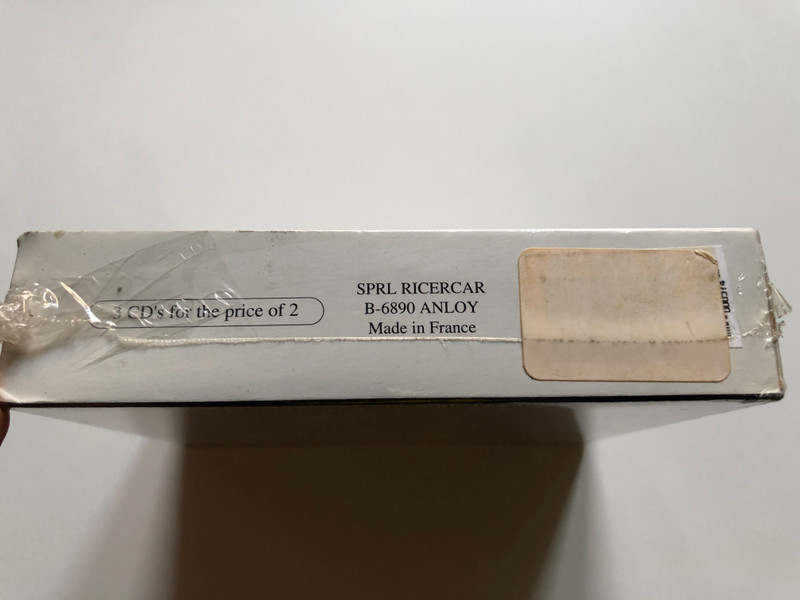 3 CD's for the price of 2
SPRL RICERCAR
B-6890 ANLOY
Made in France